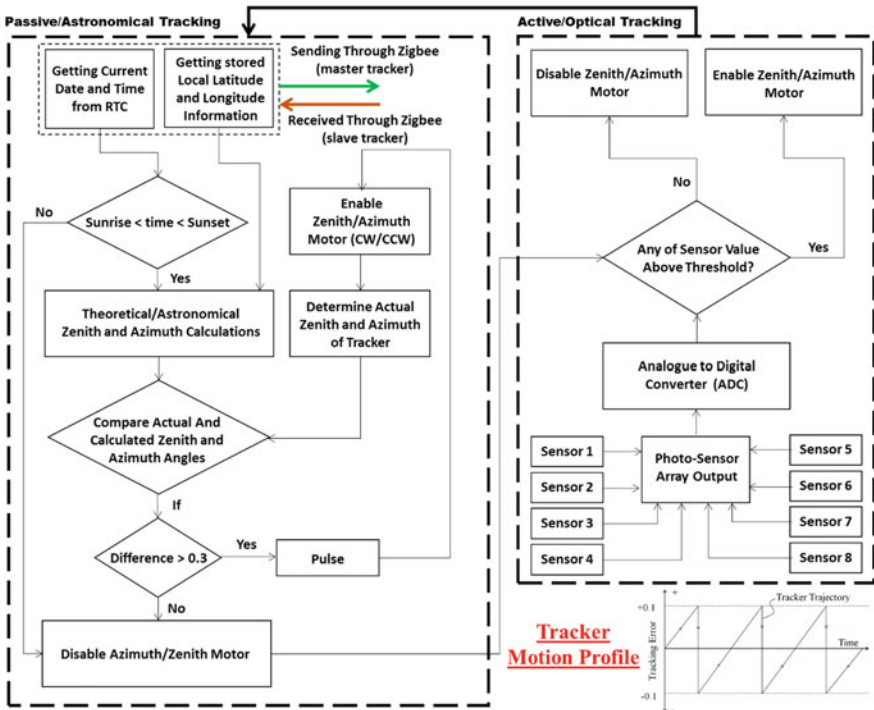 Passive/Astronomical Tracking
Active/Optical Tracking
Getting Current
Date and Time
from RTC
Getting stored
Local Latitude
and Longitude
Information
Sending Through Zigbee
(master tracker)
Received Through Zigbee
(slave tracker)
No
Sunrise < time < Sunset
Yes
Enable
Zenith/Azimuth
Motor (CW/CCW)
Theoretical/Astronomical
Zenith and Azimuth Calculations
Determine Actual
Zenith and Azimuth
of Tracker
Compare Actual And
Calculated Zenith and
Azimuth Angles
If
Difference > 0.3
Yes
Pulse
No
Disable Azimuth/Zenith Motor
Disable Zenith/Azimuth
Motor
Enable Zenith/Azimuth
Motor
No
Any of Sensor Value
Above Threshold?
Yes
Analogue to Digital
Converter (ADC)
Sensor 1
Sensor 2
Sensor 3
Sensor 4
Photo-Sensor
Array Output
Sensor 5
Sensor 6
Sensor 7
Sensor 8
Tracker
Motion Profile
+
Tracker Trajectory
+0.1
Tracking Error
Time
-0.1